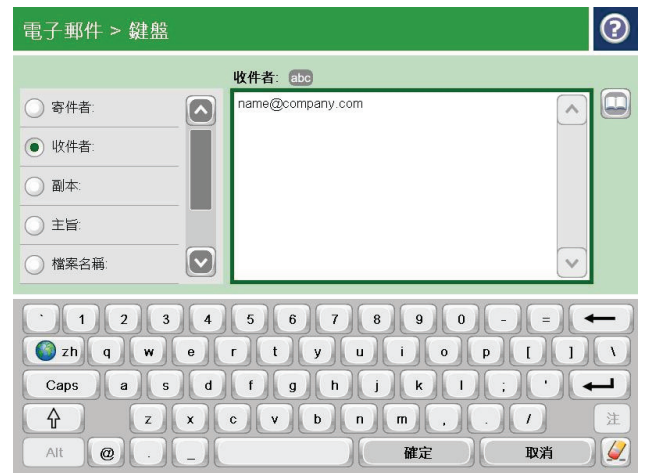 電子郵件 > 鍵盤 ?
收件者: abc
寄件者:
收件者:
副本:
主旨:
檔案名稱:
name@company.com
` 1 2 3 4 5 6 7 8 9 0 - =
zh q w e r t y u i o p [ ] \
Caps a s d f g h j k l ; '
z x c v b n m , . / 注
Alt @ . _ 確定 取消